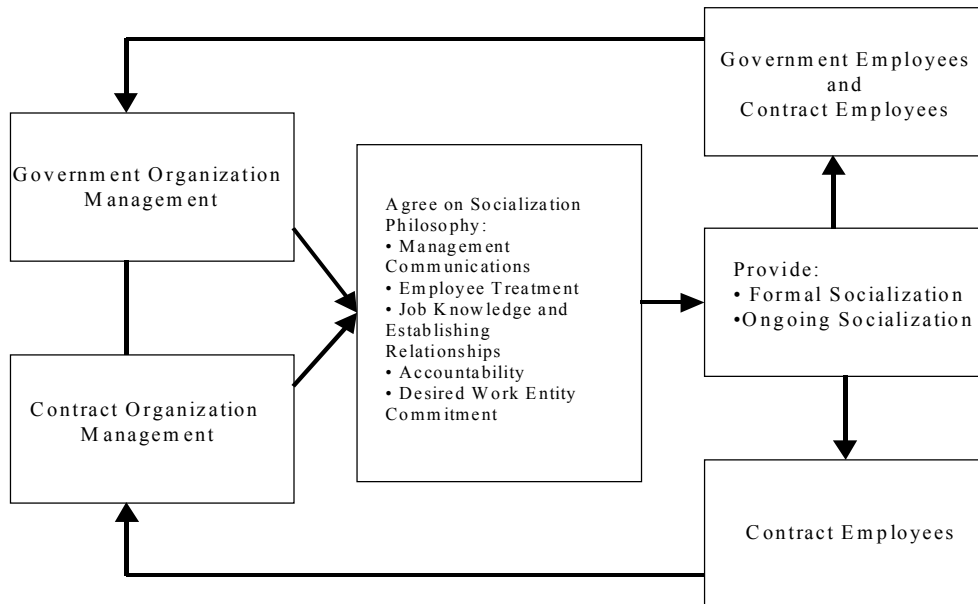 Government Organization
Management
Contract Organization
Management
Agree on Socialization
Philosophy:
• Management
Communications
• Employee Treatment
• Job Knowledge and
Establishing
Relationships
• Accountability
• Desired Work Entity
Commitment
Government Employees
and
Contract Employees
Provide:
• Formal Socialization
•Ongoing Socialization
Contract Employees